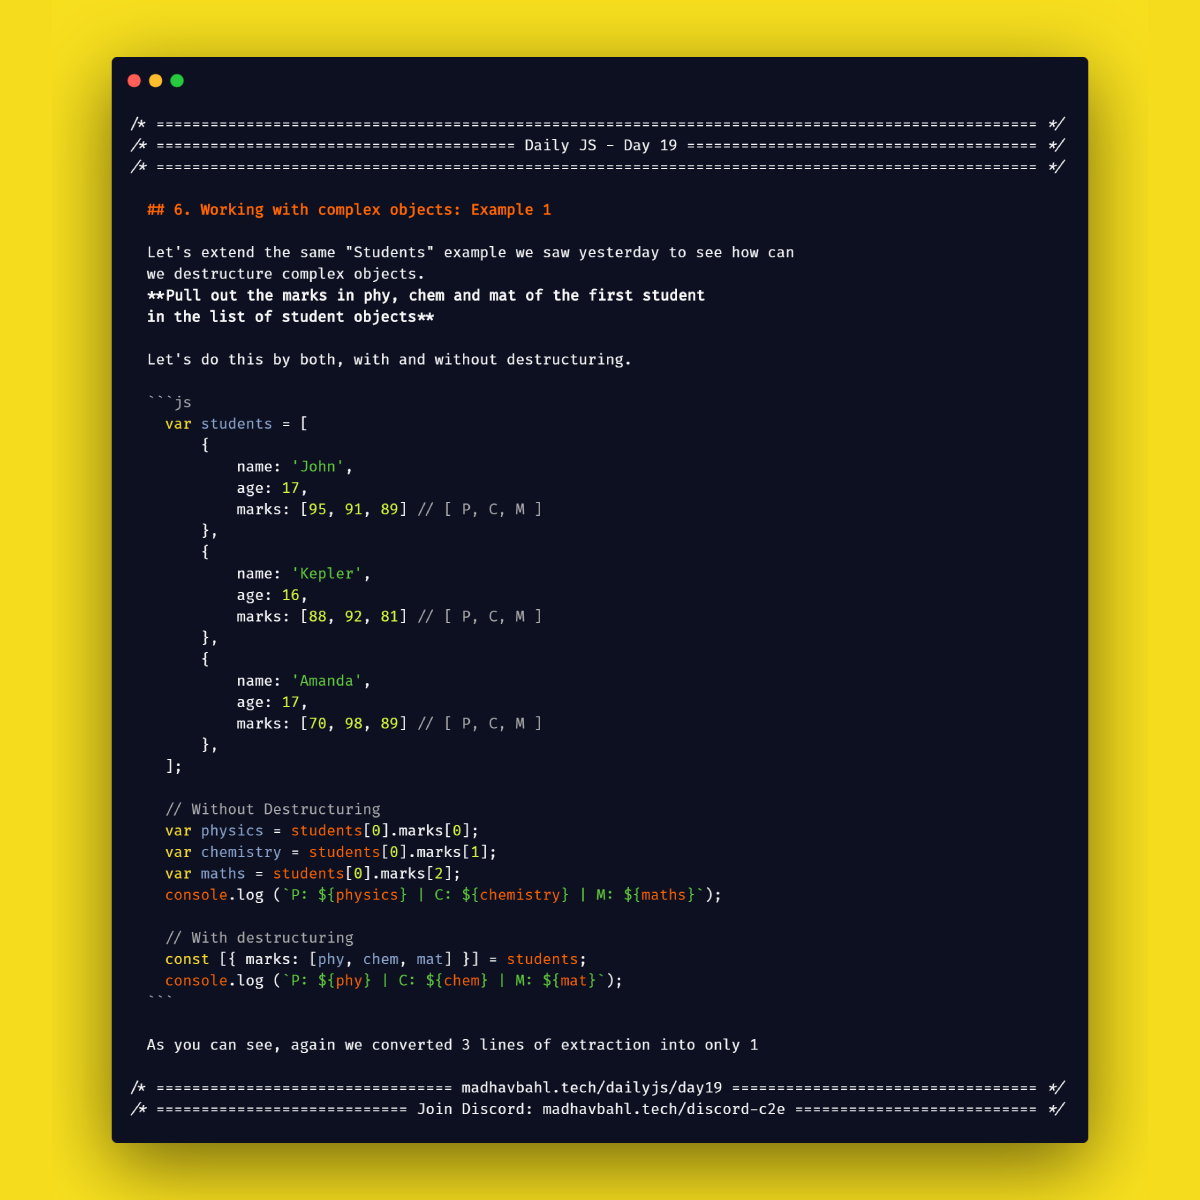 /* ================================================================================================== */
/* ======================================== Daily JS - Day 19 ======================================= */
/* ================================================================================================== */
## 6. Working with complex objects: Example 1
Let's extend the same "Students" example we saw yesterday to see how can
we destructure complex objects.
**Pull out the marks in phy, chem and mat of the first student
in the list of student objects**
Let's do this by both, with and without destructuring.
```js
var students = [
{
name: 'John',
age: 17,
marks: [95, 91, 89] // [ P, C, M ]
},
{
name: 'Kepler',
age: 16,
marks: [88, 92, 81] // [ P, C, M ]
},
{
name: 'Amanda',
age: 17,
marks: [70, 98, 89] // [ P, C, M ]
},
];
// Without Destructuring
var physics = students[0].marks[0];
var chemistry = students[0].marks[1];
var maths = students[0].marks[2];
console.log (`P: ${physics} | C: ${chemistry} | M: ${maths}`);
// With destructuring
const [{ marks: [phy, chem, mat] }] = students;
console.log (`P: ${phy} | C: ${chem} | M: ${mat}`);
```
As you can see, again we converted 3 lines of extraction into only 1
/* ================================= madhavbahl.tech/dailyjs/day19 ================================== */
/* ============================ Join Discord: madhavbahl.tech/discord-c2e =========================== */